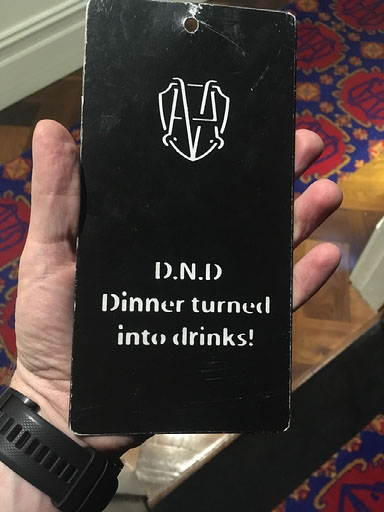 D.N.D
Dinner turned
into drinks!